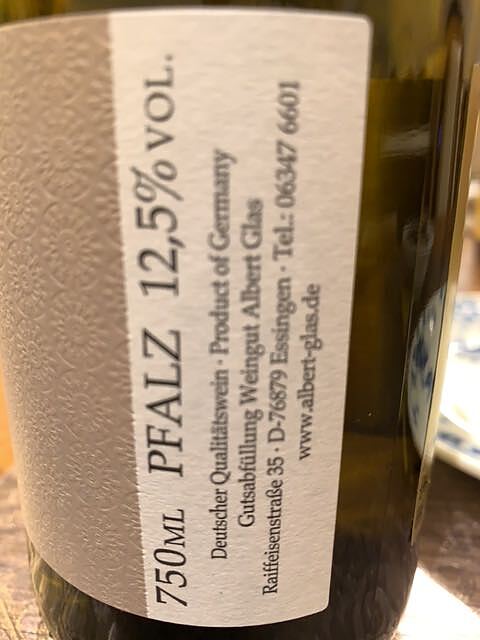 750ML PFALZ 12,5% VOL.
Deutscher Qualitätswein · Product of Germany
Gutsabfüllung Weingut Albert Glas
Raiffeisenstraße 35 · D-76879 Essingen · Tel.: 06347 6601
www.albert-glas.de